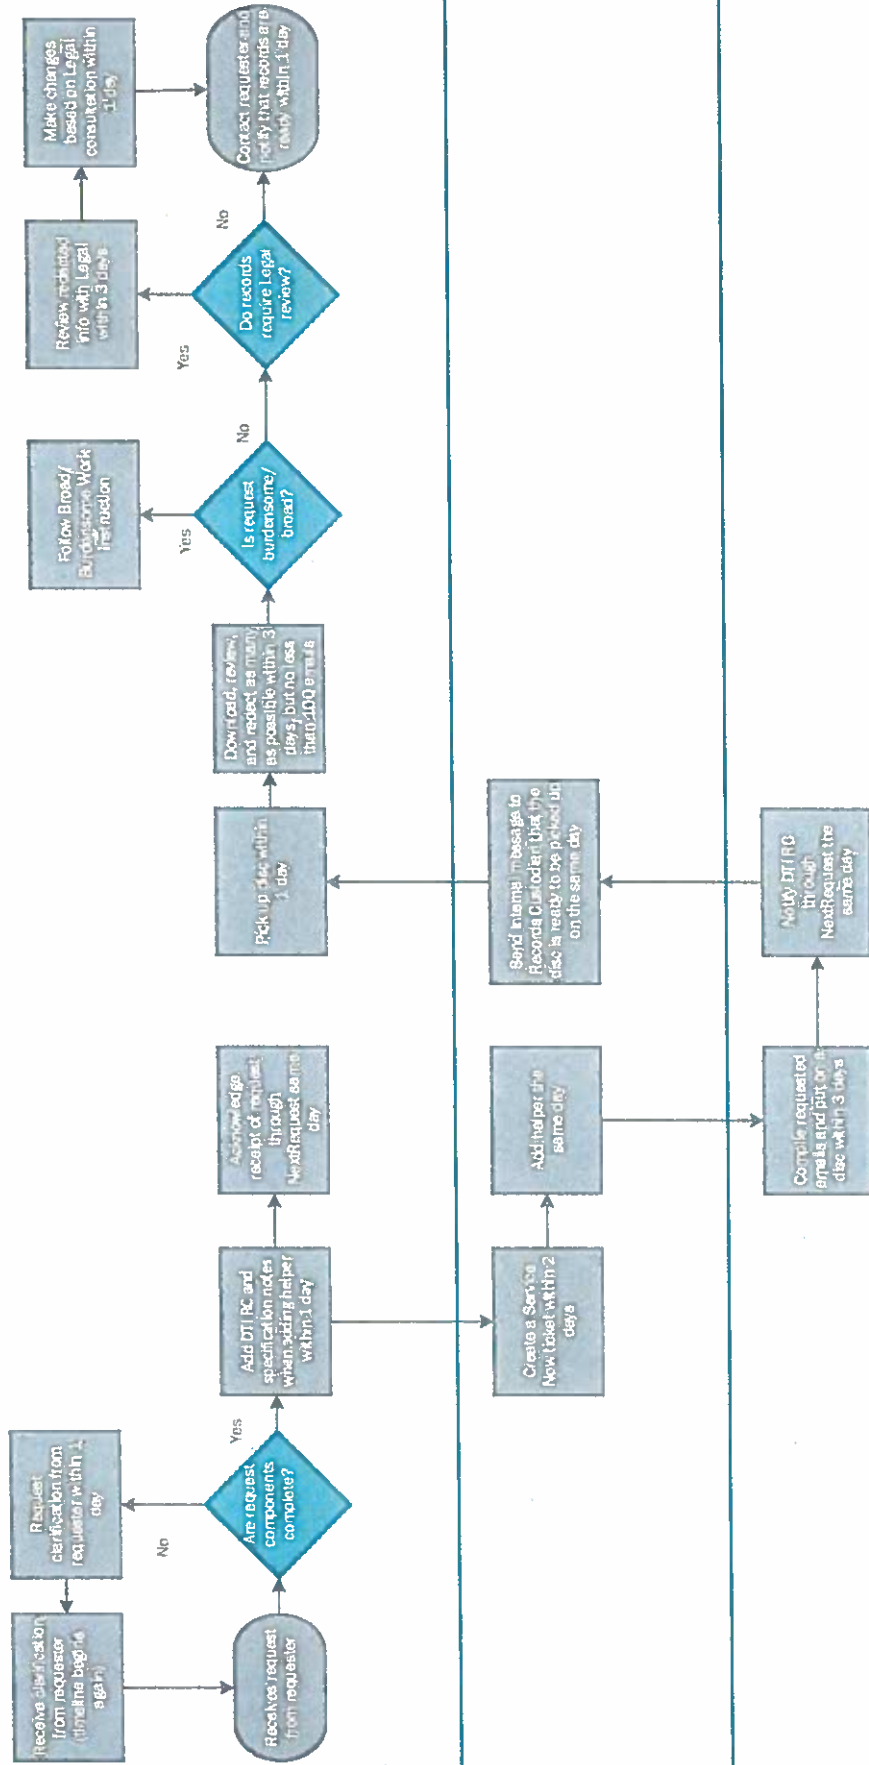 Receive clarification
from requester
(timeline begins
again)
Request
clarification from
requester within 1
day
No
Receives request
from requester
Are request
components
complete?
Yes
Add DTIRC and
specification notes
when adding helper
within 1 day
Acknowledge
receipt of request
through
NextRequest same
day
Create a Service
Now ticket within 2
days
Add helper the
same day
Compile requested
emails and put on a
disc within 3 days
Notify DTIRC
through
NextRequest the
same day
Send internal message to
Records Custodian that the
disc is ready to be picked up
on the same day
Pick up disc within
1 day
Download, review,
and redact as many
as possible within 3
days, but no less
than 100 emails
Is request
burdensome/
broad?
Yes
Follow Broad/
Burdensome Work
Instruction
No
Do records
require Legal
review?
Yes
Review redacted
info with Legal
within 3 days
Make changes
based on Legal
consultation within
1 day
No
Contact requester and
notify that records are
ready within 1 day